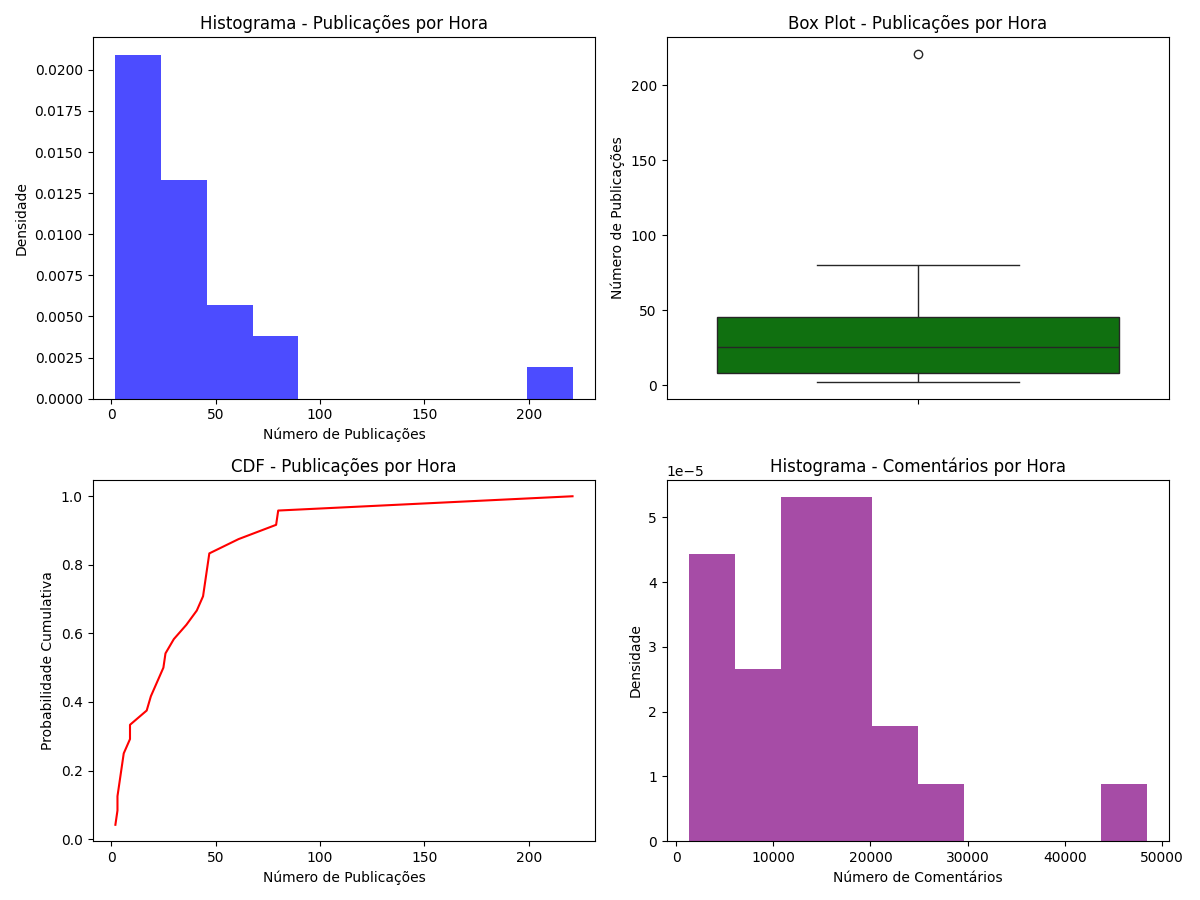 Histograma - Publicações por Hora
Densidade
0.0200
0.0175
0.0150
0.0125
0.0100
0.0075
0.0050
0.0025
0.0000
0 50 100 150 200
Número de Publicações
Box Plot - Publicações por Hora
Número de Publicações
200
150
100
50
0
CDF - Publicações por Hora
Probabilidade Cumulativa
1.0
0.8
0.6
0.4
0.2
0.0
0 50 100 150 200
Número de Publicações
Histograma - Comentários por Hora
1e−5
Densidade
5
4
3
2
1
0
0 10000 20000 30000 40000 50000
Número de Comentários